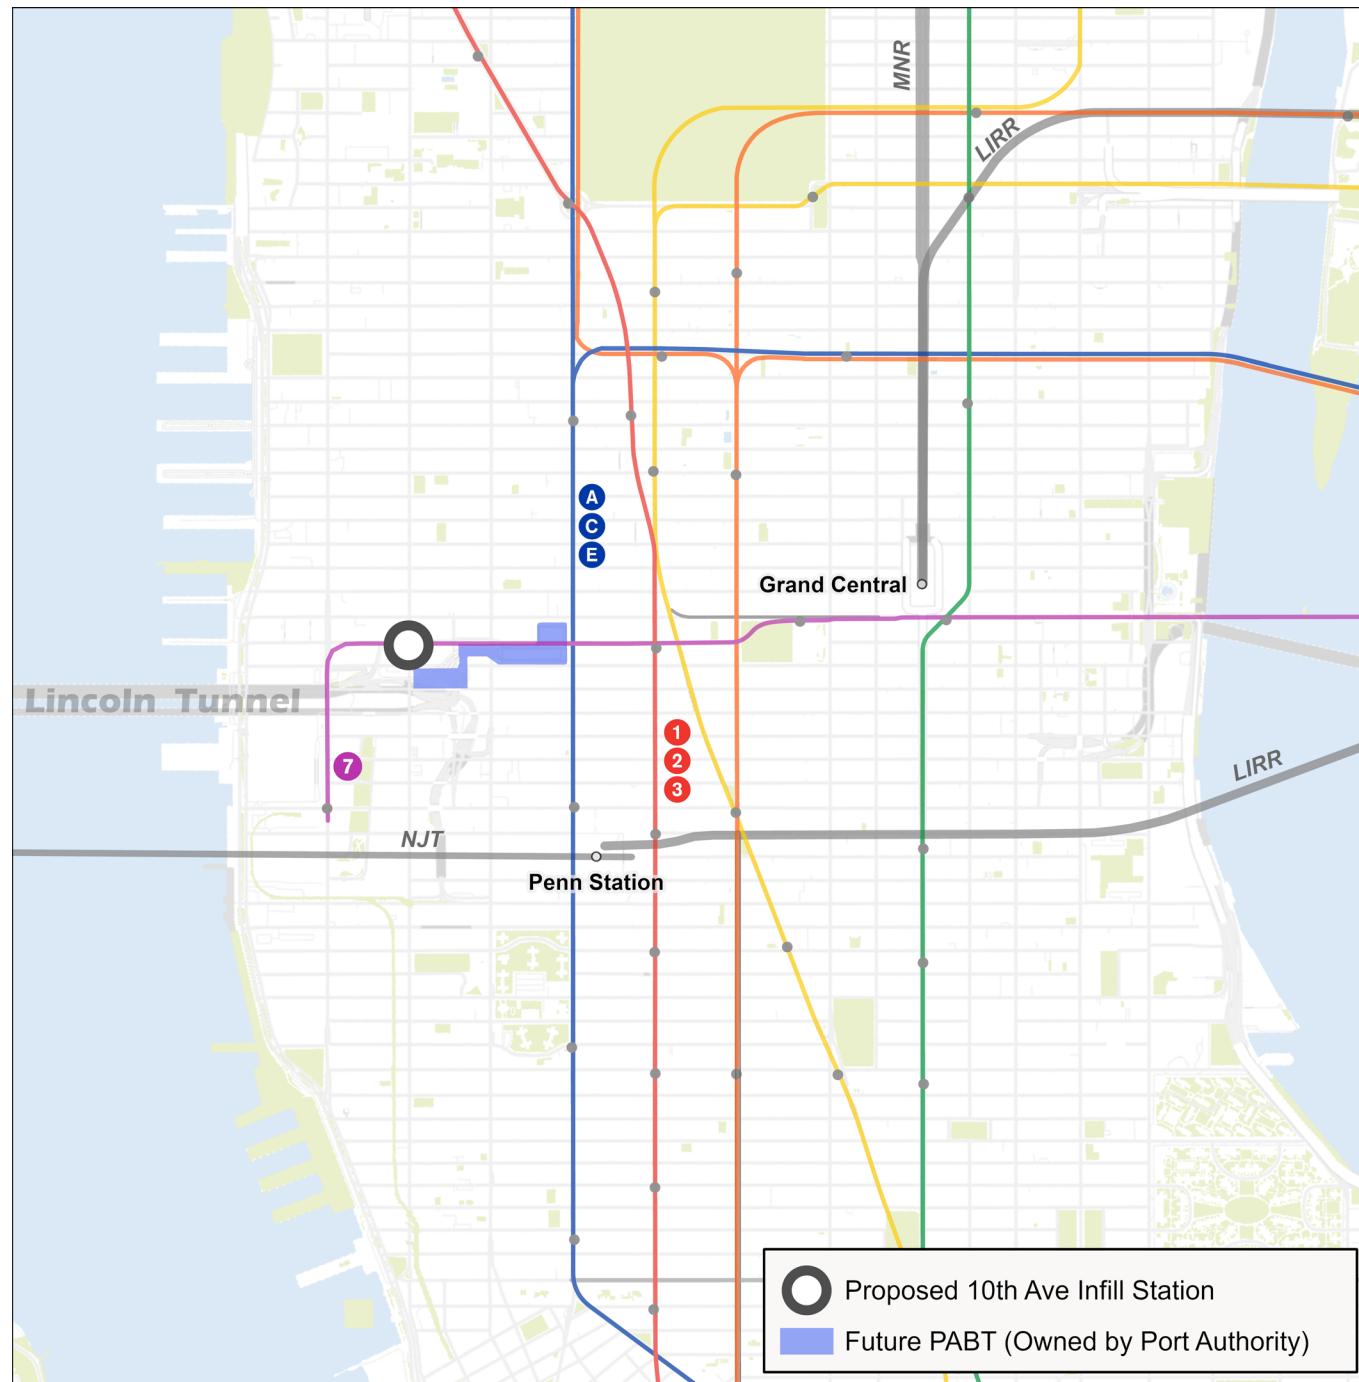 MNR
LIRR
A
C
E
Grand Central
Lincoln Tunnel
1
2
3
7
LIRR
NJT
Penn Station
Proposed 10th Ave Infill Station
Future PABT (Owned by Port Authority)